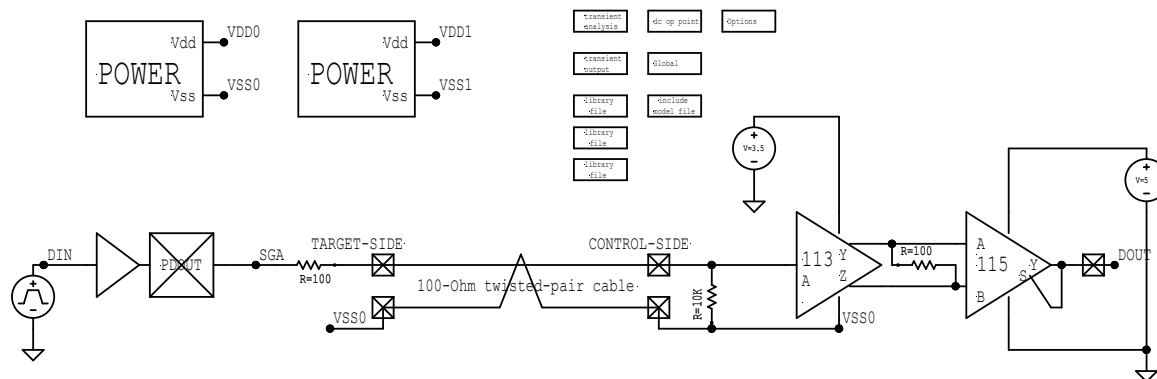 VDD0
VDD1
Vdd
Vdd
POWER
POWER
Vss
VSS0
Vss
VSS1
transient
analysis
dc op point
Options
transient
output
Global
library
file
include
model file
library
file
library
file
V=3.5
V=5
DIN
PDOUT
SGA
TARGET-SIDE
CONTROL-SIDE
R=100
100-Ohm twisted-pair cable
VSS0
R=10K
113
A
Y
Z
VSS0
R=100
A
115
B
Y
S
DOUT